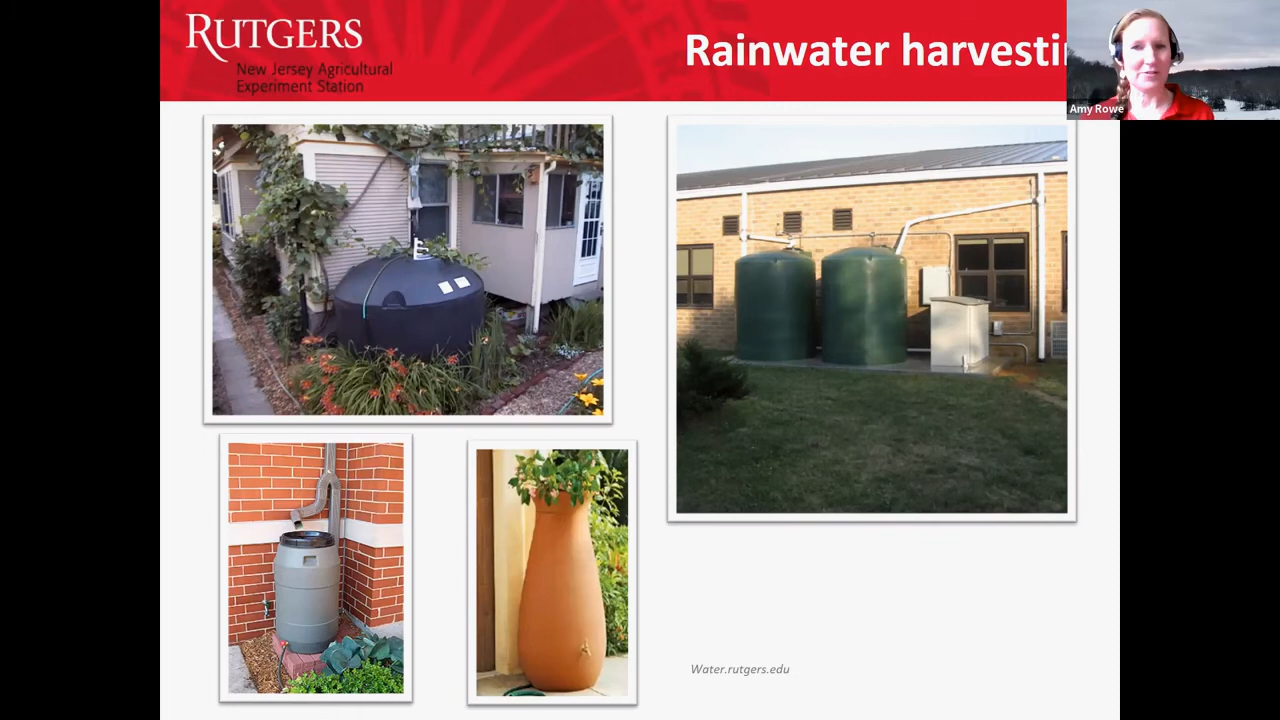 RUTGERS
New Jersey Agricultural
Experiment Station
Rainwater harvesti
Amy Rowe
Water.rutgers.edu